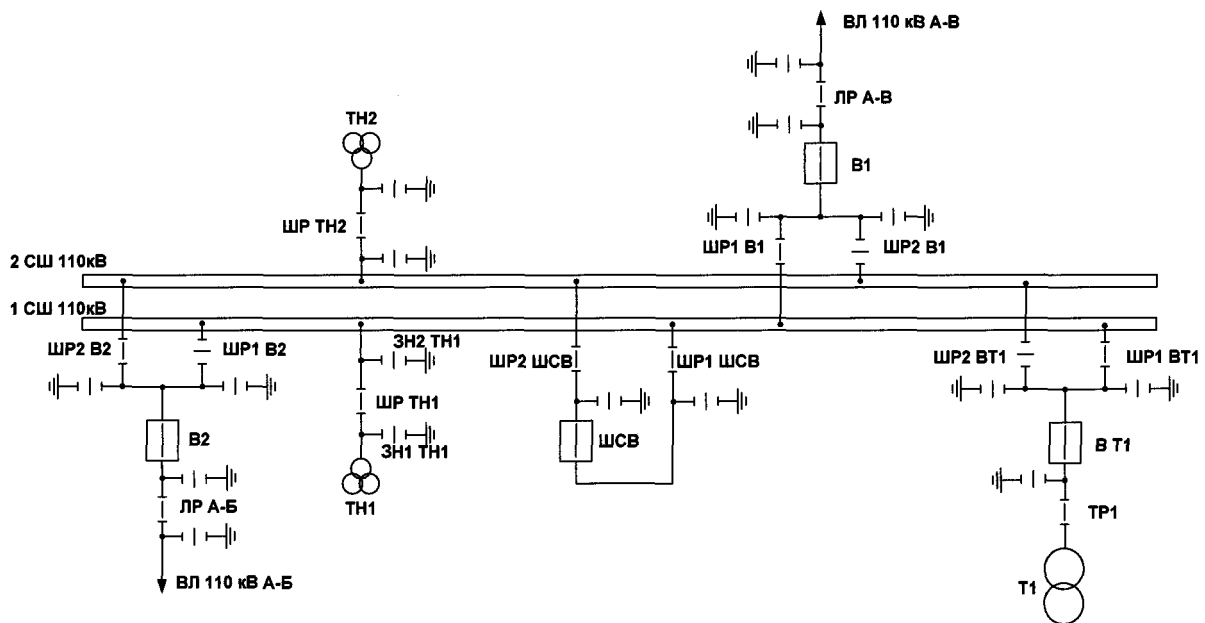 ВЛ 110 кВ А-В
ЛР А-В
ТН2
В1
ШР ТН2
ШР1 В1
ШР2 В1
2 СШ 110кВ
1 СШ 110кВ
ШР2 В2
ШР1 В2
ЗН2 ТН1
ШР2 ШСВ
ШР1 ШСВ
ШР2 ВТ1
ШР1 ВТ1
ШР ТН1
В2
ШСВ
В Т1
ЗН1 ТН1
ЛР А-Б
ТН1
ТР1
ВЛ 110 кВ А-Б
Т1